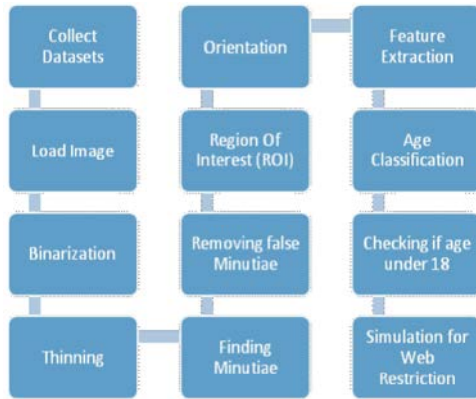 Collect
Datasets
Load Image
Binarization
Thinning
Finding
Minutiae
Removing false
Minutiae
Region Of
Interest (ROI)
Orientation
Feature
Extraction
Age
Classification
Checking if age
under 18
Simulation for
Web
Restriction